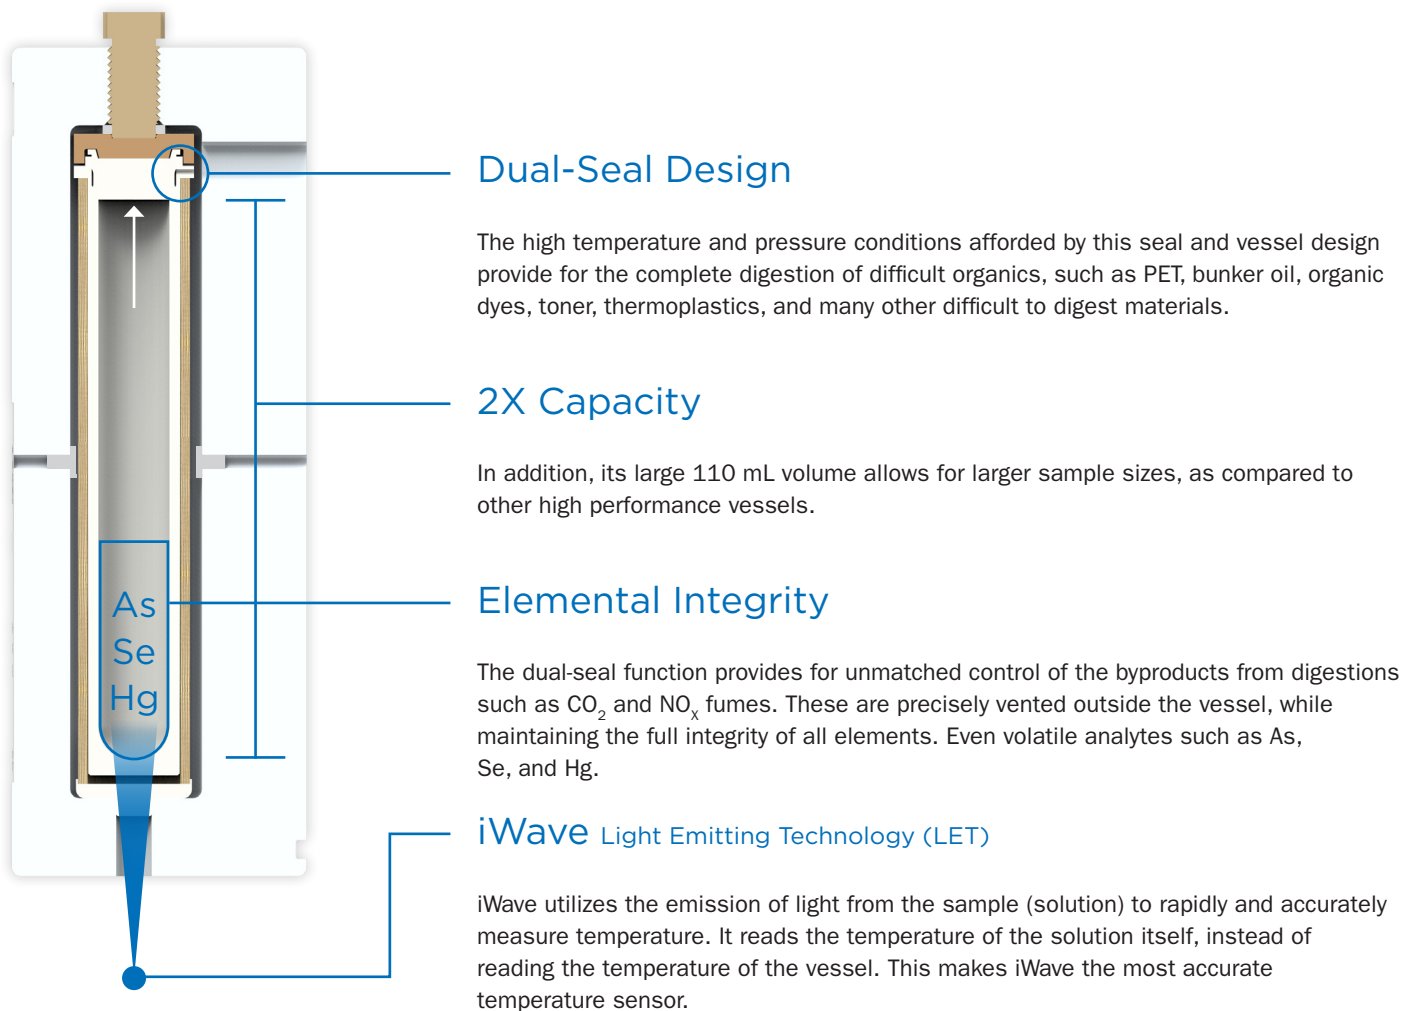 Dual-Seal Design
The high temperature and pressure conditions afforded by this seal and vessel design
provide for the complete digestion of difficult organics, such as PET, bunker oil, organic
dyes, toner, thermoplastics, and many other difficult to digest materials.
2X Capacity
In addition, its large 110 mL volume allows for larger sample sizes, as compared to
other high performance vessels.
As
Se
Hg
Elemental Integrity
The dual-seal function provides for unmatched control of the byproducts from digestions
such as CO₂ and NOₓ fumes. These are precisely vented outside the vessel, while
maintaining the full integrity of all elements. Even volatile analytes such as As,
Se, and Hg.
iWave Light Emitting Technology (LET)
iWave utilizes the emission of light from the sample (solution) to rapidly and accurately
measure temperature. It reads the temperature of the solution itself, instead of
reading the temperature of the vessel. This makes iWave the most accurate
temperature sensor.